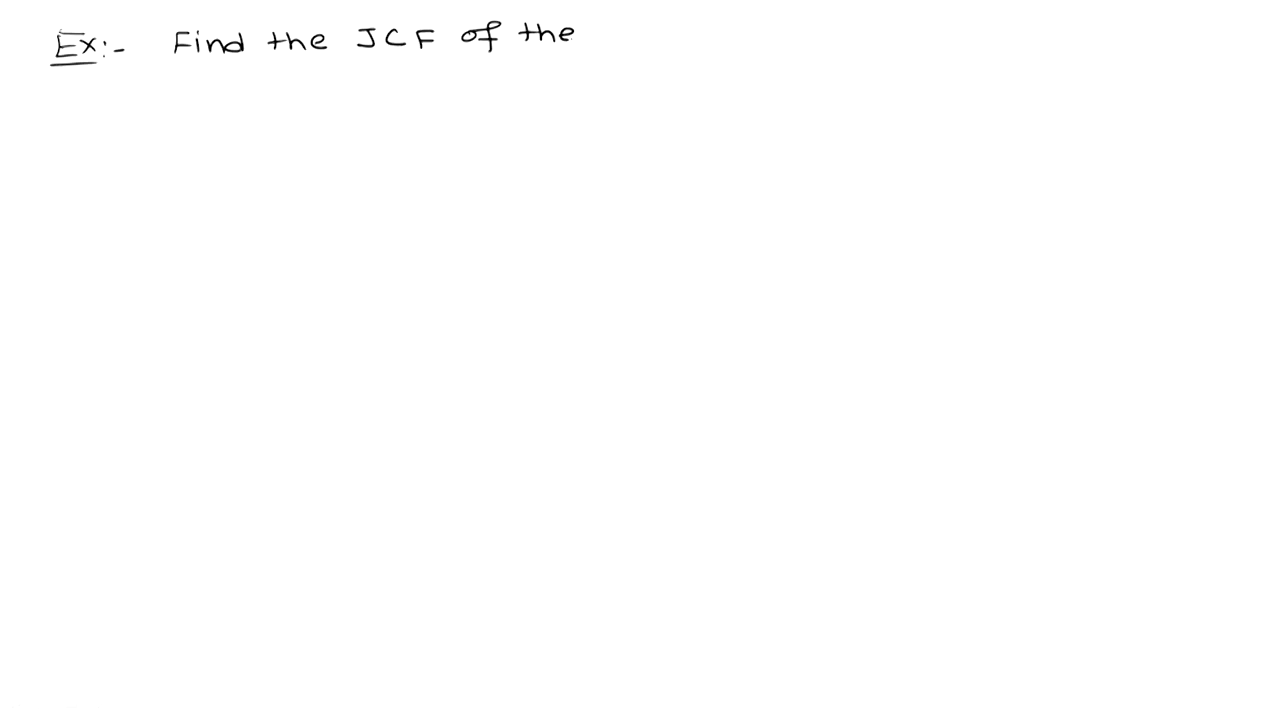 Ex:- Find the JCF of the